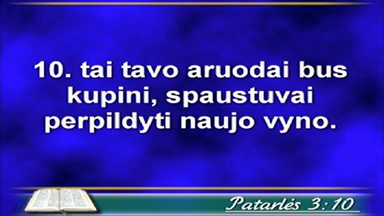 10. tai tavo aruodai bus
kupini, spaustuvai
perpildyti naujo vyno.
Patarlės 3:10